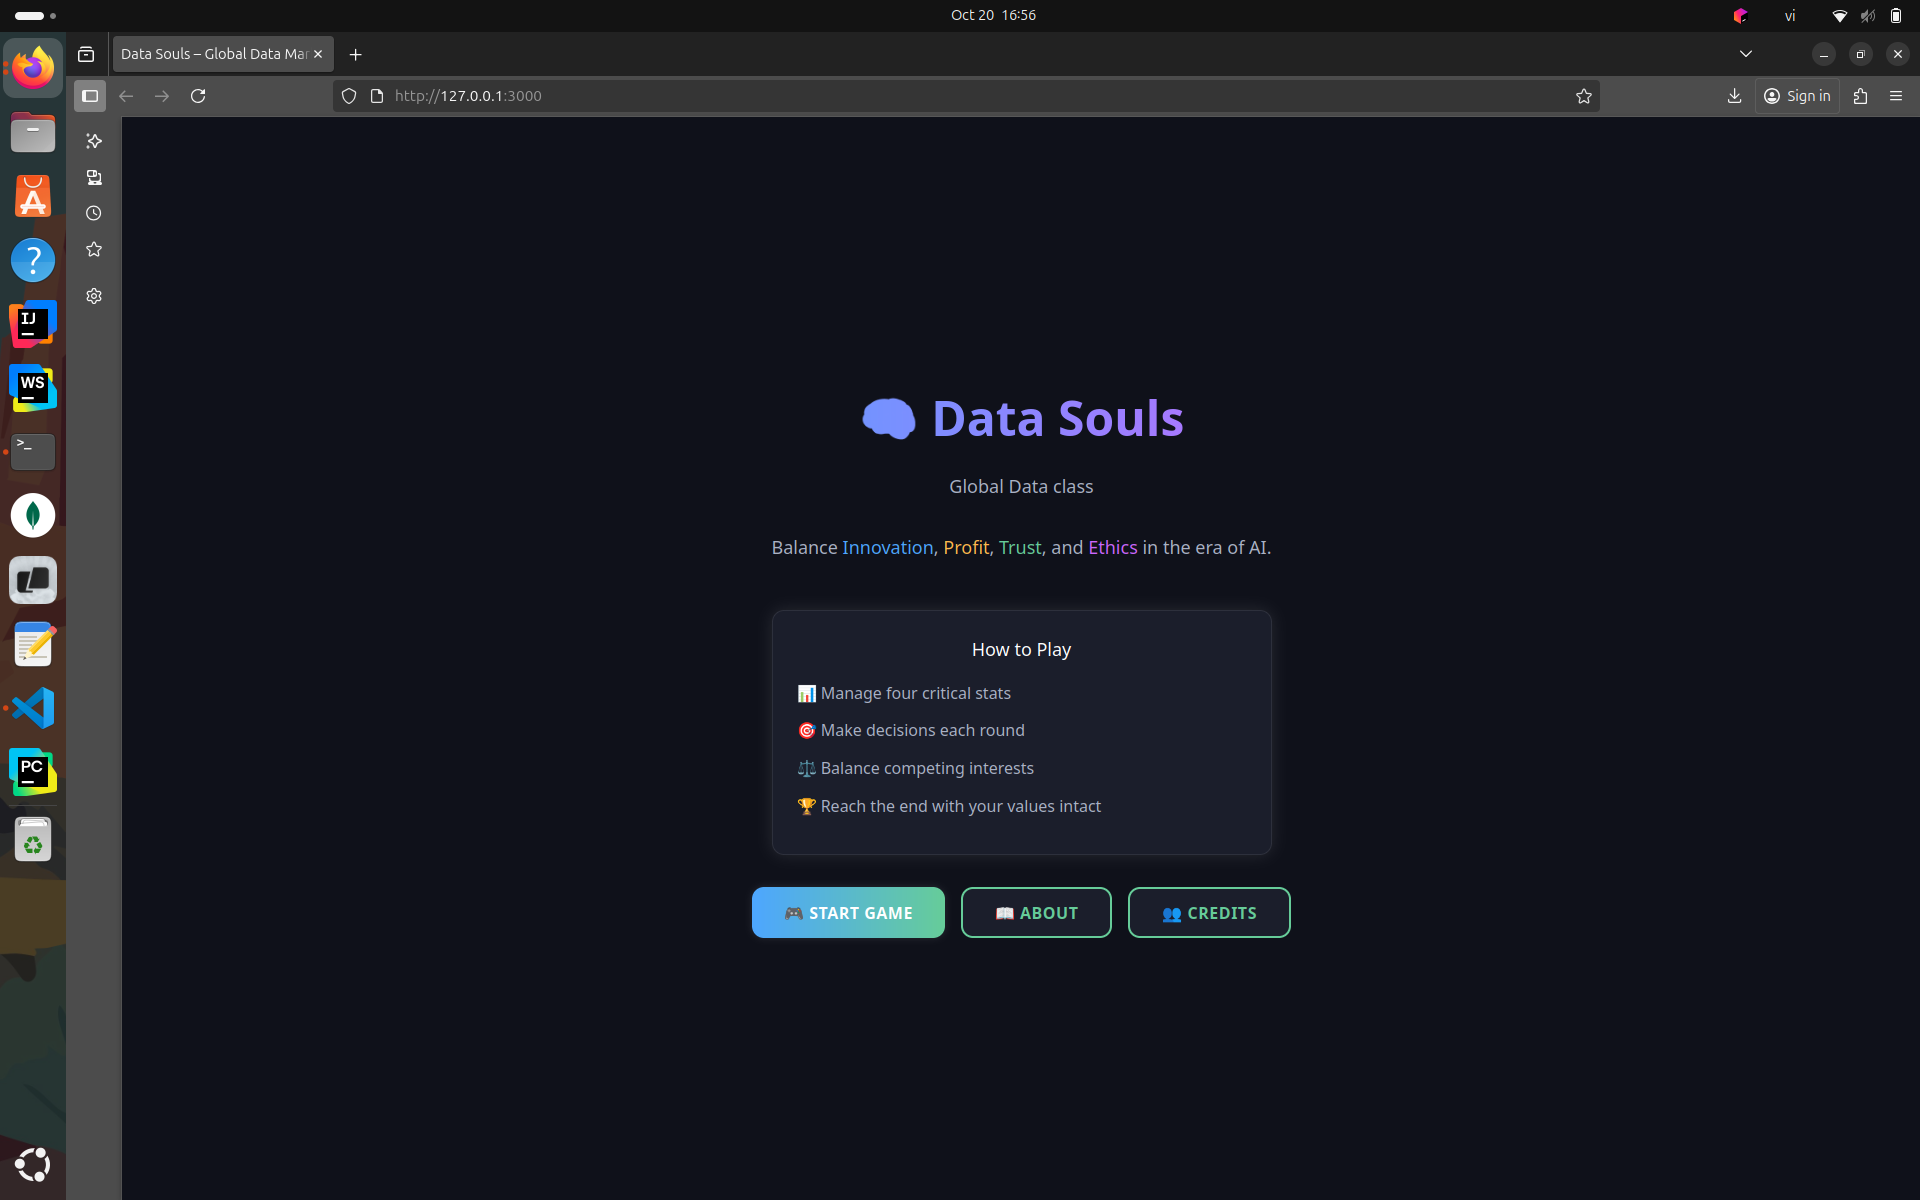 Oct 20 16:56
vi
Data Souls – Global Data Mar
http://127.0.0.1:3000
Sign in
Data Souls
Global Data class
Balance Innovation, Profit, Trust, and Ethics in the era of AI.
How to Play
Manage four critical stats
Make decisions each round
Balance competing interests
Reach the end with your values intact
START GAME
ABOUT
CREDITS
IJ
WS
>_
PC